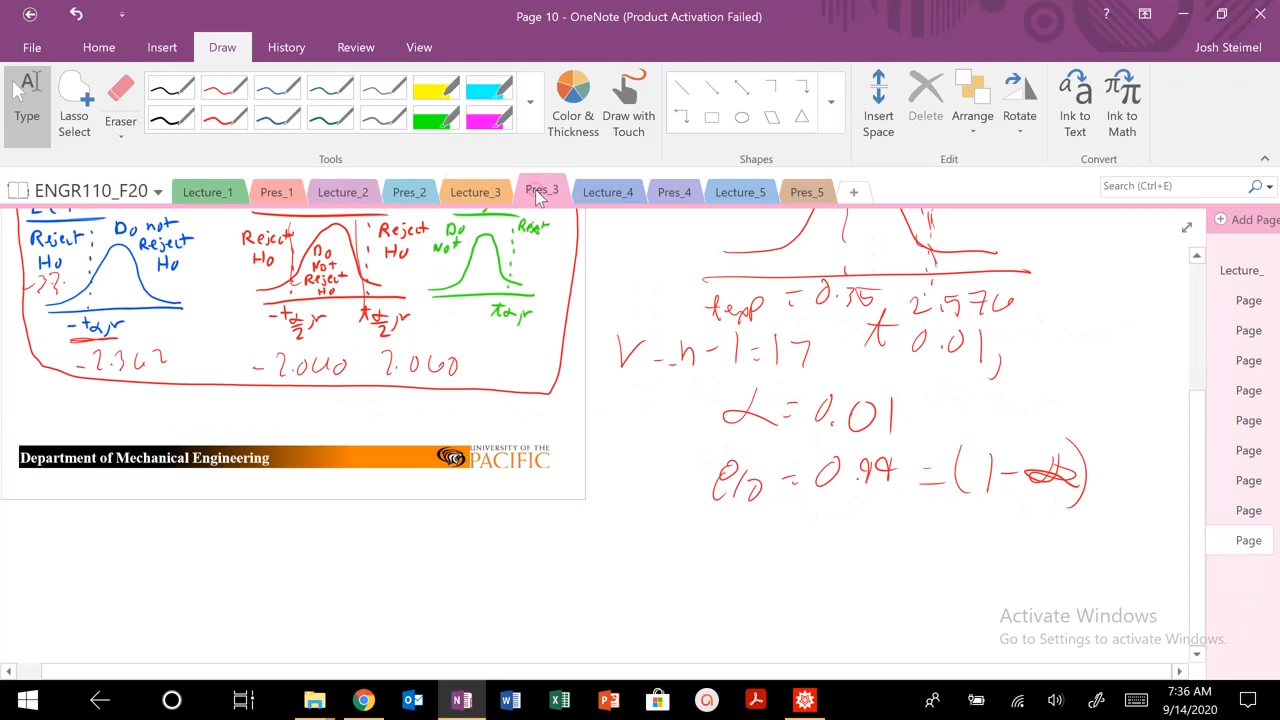 Page 10 - OneNote (Product Activation Failed)
?
File
Home
Insert
Draw
History
Review
View
Josh Steimel
Type
Lasso Select
Eraser
Color & Thickness
Draw with Touch
Insert Space
Delete
Arrange
Rotate
Ink to Text
Ink to Math
Tools
Shapes
Edit
Convert
ENGR110_F20
Lecture_1
Pres_1
Lecture_2
Pres_2
Lecture_3
Pres_3
Lecture_4
Pres_4
Lecture_5
Pres_5
Search (Ctrl+E)
Add Page
Lecture_
Page
Page
Page
Page
Page
Page
Page
Page
Page
Reject Ho
Do not Reject Ho
-tα,r
-2.362
Reject Ho
Do Not Reject Ho
Reject Ho
-tα/2,r
tα/2,r
-2.060
2.060
Do Not
Reject
tα,r
texp = 0.35
2.576
t 0.01,
V = n - 1 = 17
α = 0.01
% = 0.99 = (1 -
Department of Mechanical Engineering
UNIVERSITY OF THE
PACIFIC
Activate Windows
Go to Settings to activate Windows.
7:36 AM
9/14/2020